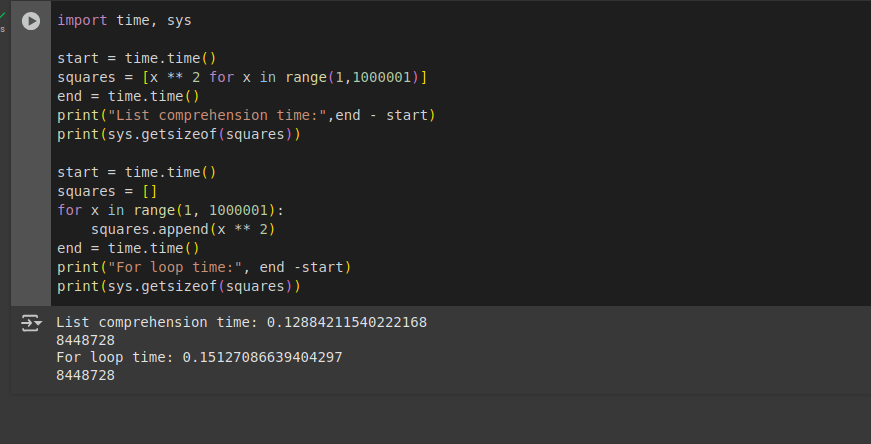 import time, sys
s
start = time.time()
squares = [x ** 2 for x in range(1,1000001)]
end = time.time()
print("List comprehension time:",end - start)
print(sys.getsizeof(squares))
start = time.time()
squares = []
for x in range(1, 1000001):
    squares.append(x ** 2)
end = time.time()
print("For loop time:", end -start)
print(sys.getsizeof(squares))
List comprehension time: 0.12884211540222168
8448728
For loop time: 0.15127086639404297
8448728